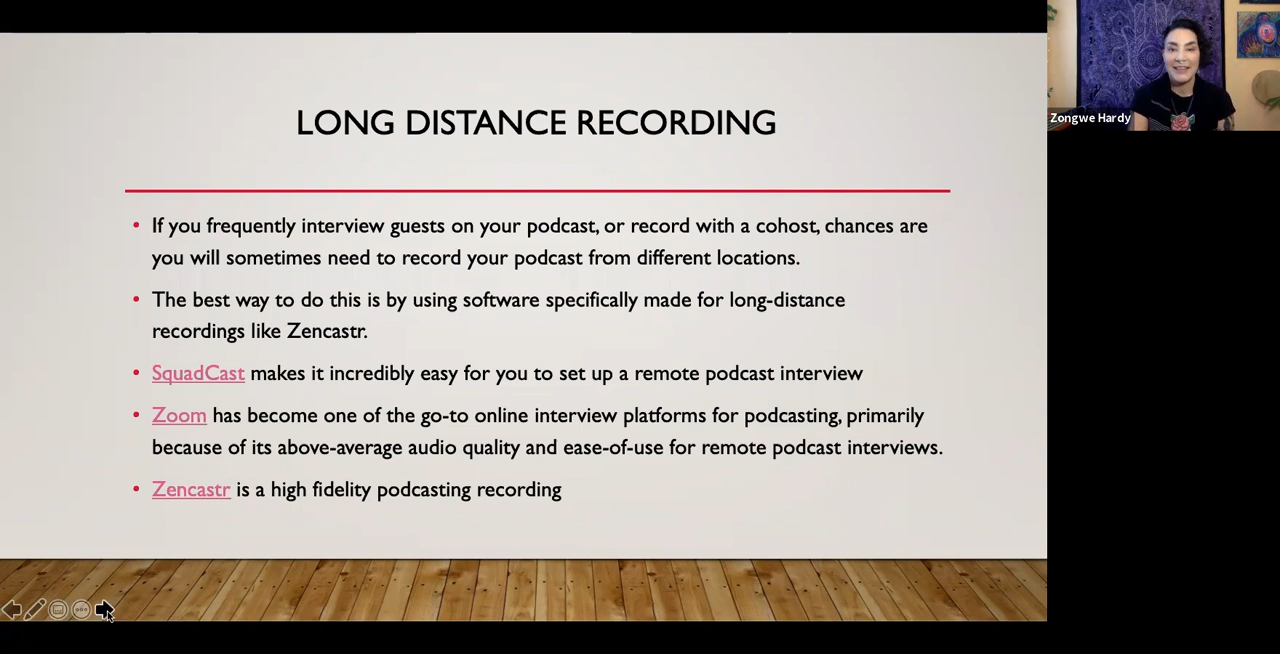 LONG DISTANCE RECORDING
• If you frequently interview guests on your podcast, or record with a cohost, chances are
you will sometimes need to record your podcast from different locations.
• The best way to do this is by using software specifically made for long-distance
recordings like Zencastr.
• SquadCast makes it incredibly easy for you to set up a remote podcast interview
• Zoom has become one of the go-to online interview platforms for podcasting, primarily
because of its above-average audio quality and ease-of-use for remote podcast interviews.
• Zencastr is a high fidelity podcasting recording
Zongwe Hardy